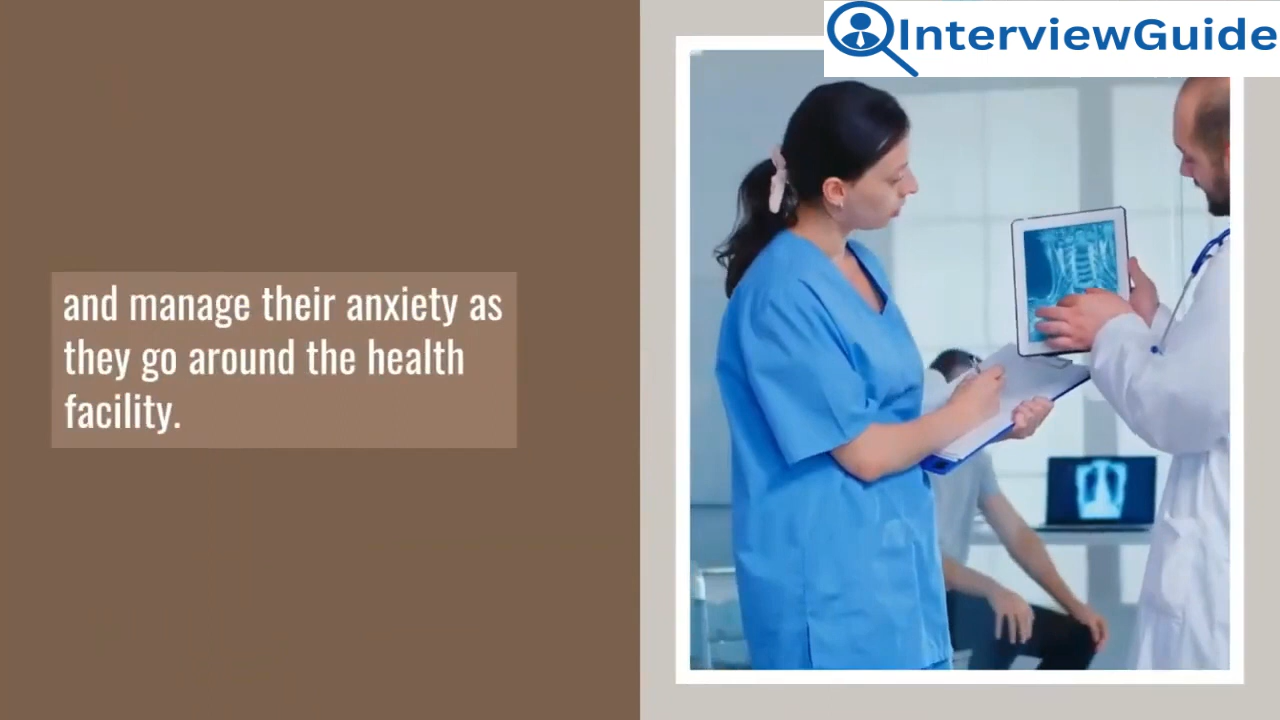 InterviewGuide
and manage their anxiety as
they go around the health
facility.